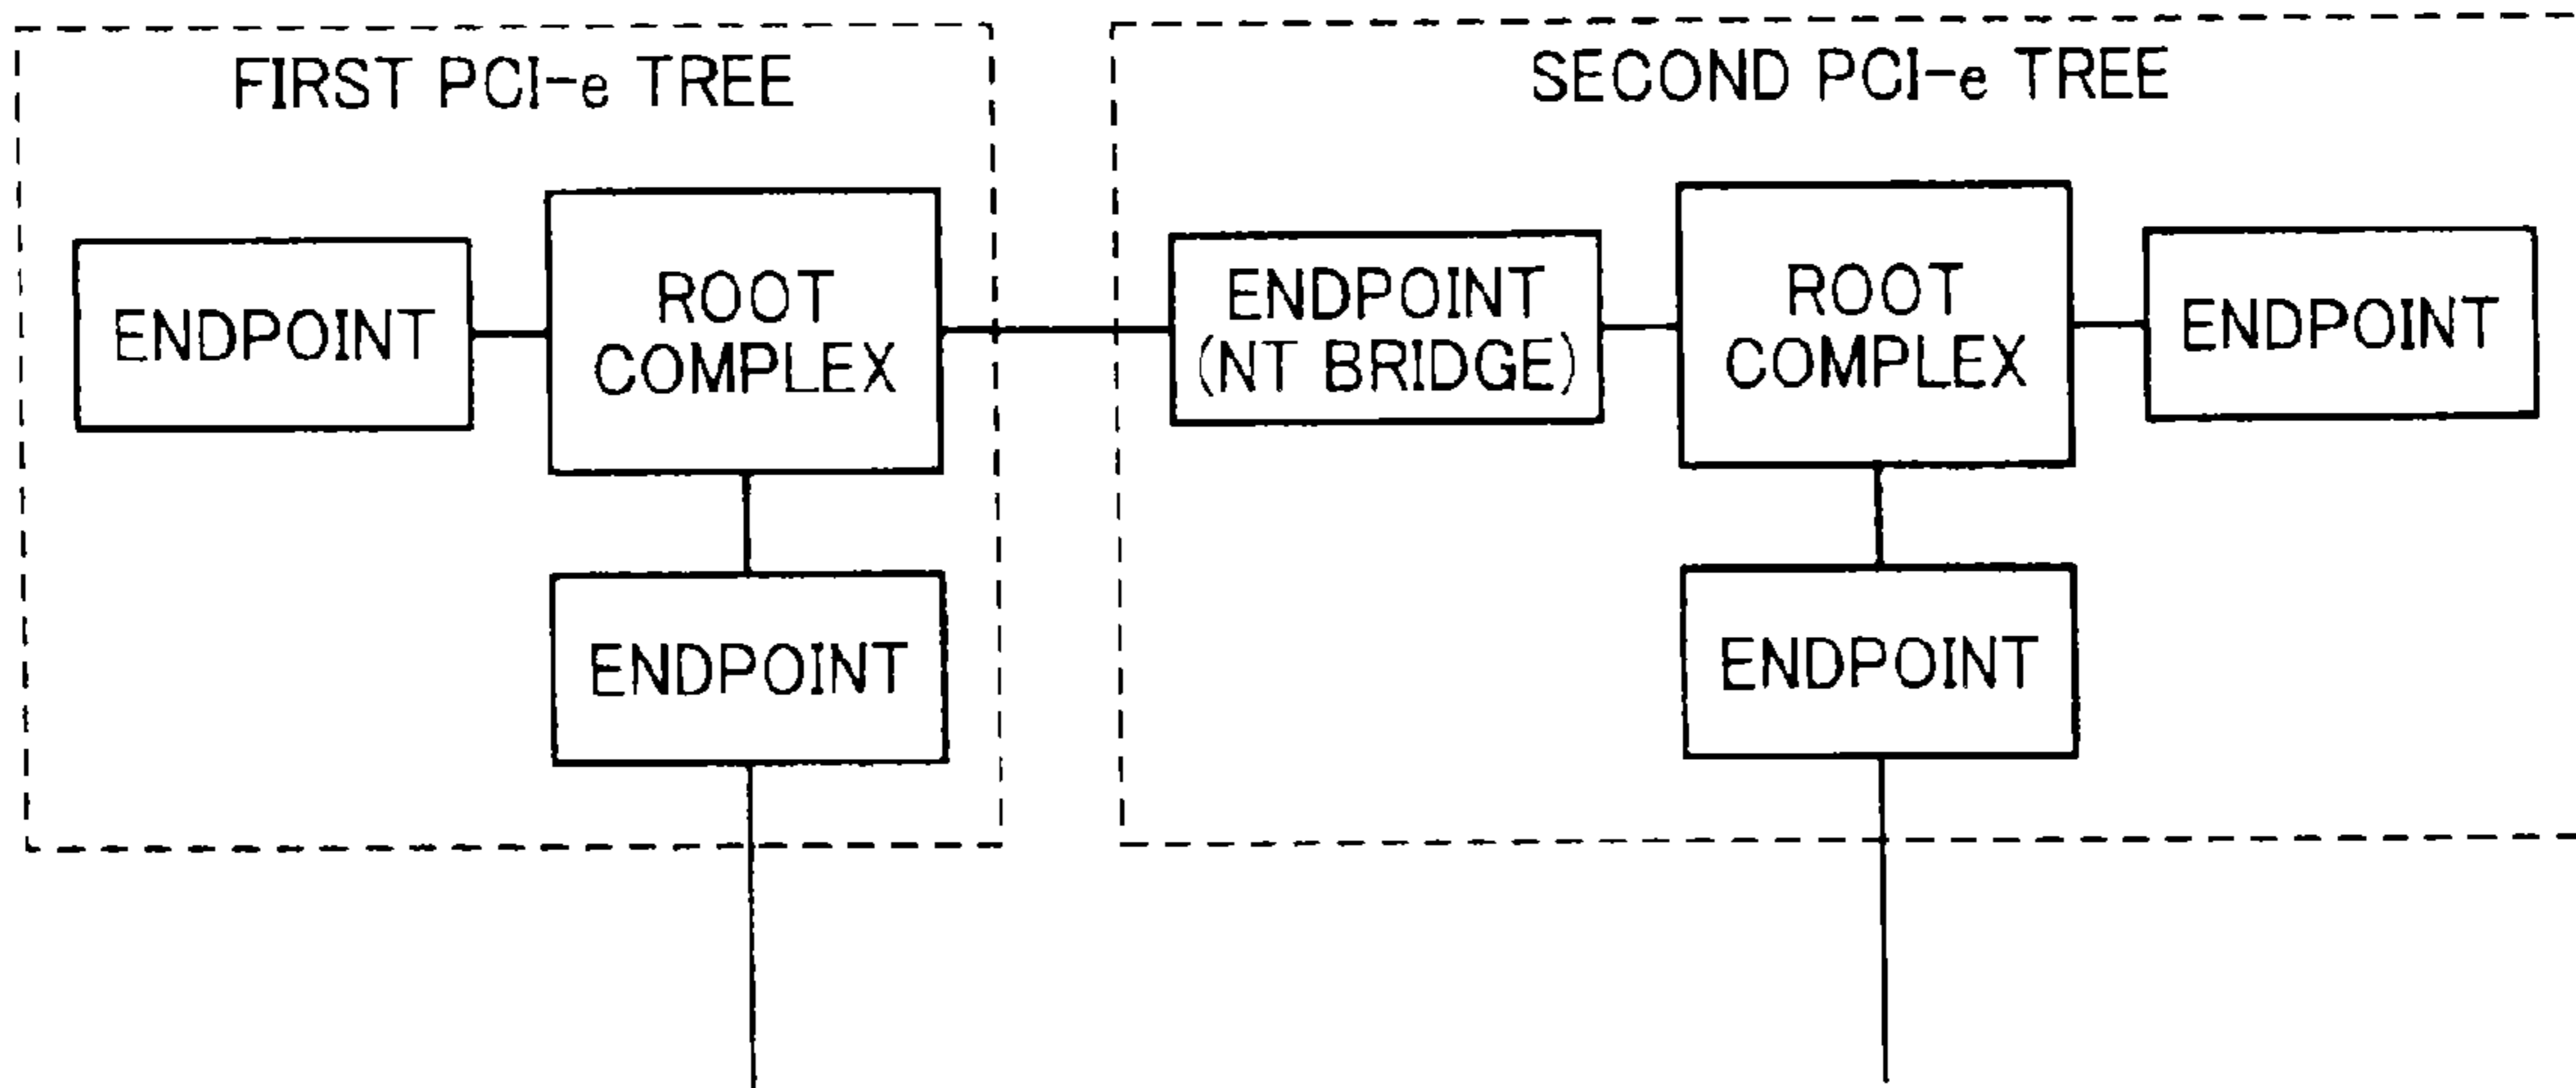 FIRST PCI-e TREE
ENDPOINT
ROOT
COMPLEX
ENDPOINT
SECOND PCI-e TREE
ENDPOINT
(NT BRIDGE)
ROOT
COMPLEX
ENDPOINT
ENDPOINT